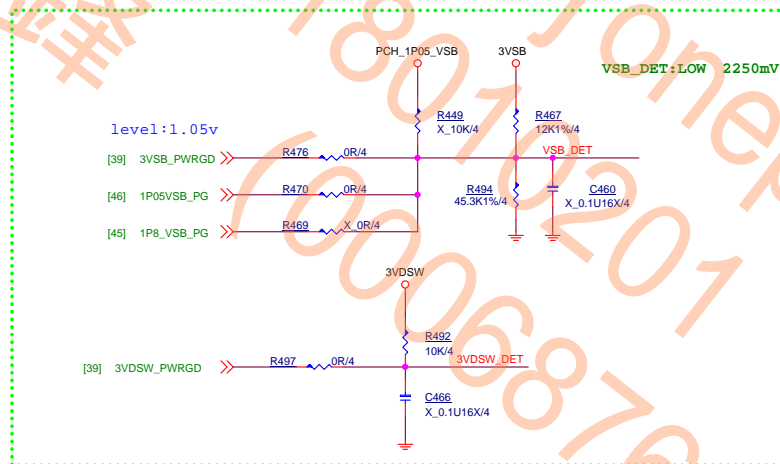 PCH_1P05_VSB 3VSB
VSB_DET:LOW 2250mV
R449
X_10K/4
R467
12K1%/4
level:1.05v
[39] 3VSB_PWRGD R476 0R/4 VSB_DET
[46] 1P05VSB_PG R470 0R/4
R494
45.3K1%/4
C460
X_0.1U16X/4
[45] 1P8_VSB_PG R469 X_0R/4
3VDSW
R492
10K/4
[39] 3VDSW_PWRGD R497 0R/4 3VDSW_DET
C466
X_0.1U16X/4